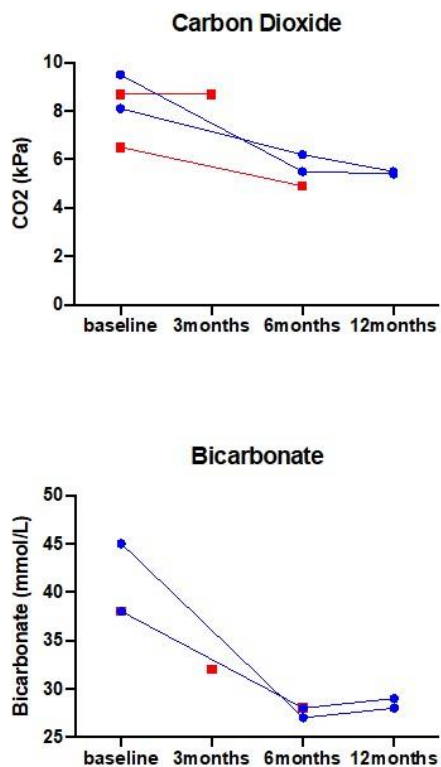 Carbon Dioxide
10
8
6
4
2
0
CO2 (kPa)
baseline 3months 6months 12months
Bicarbonate
50
45
40
35
30
25
Bicarbonate (mmol/L)
baseline 3months 6months 12months